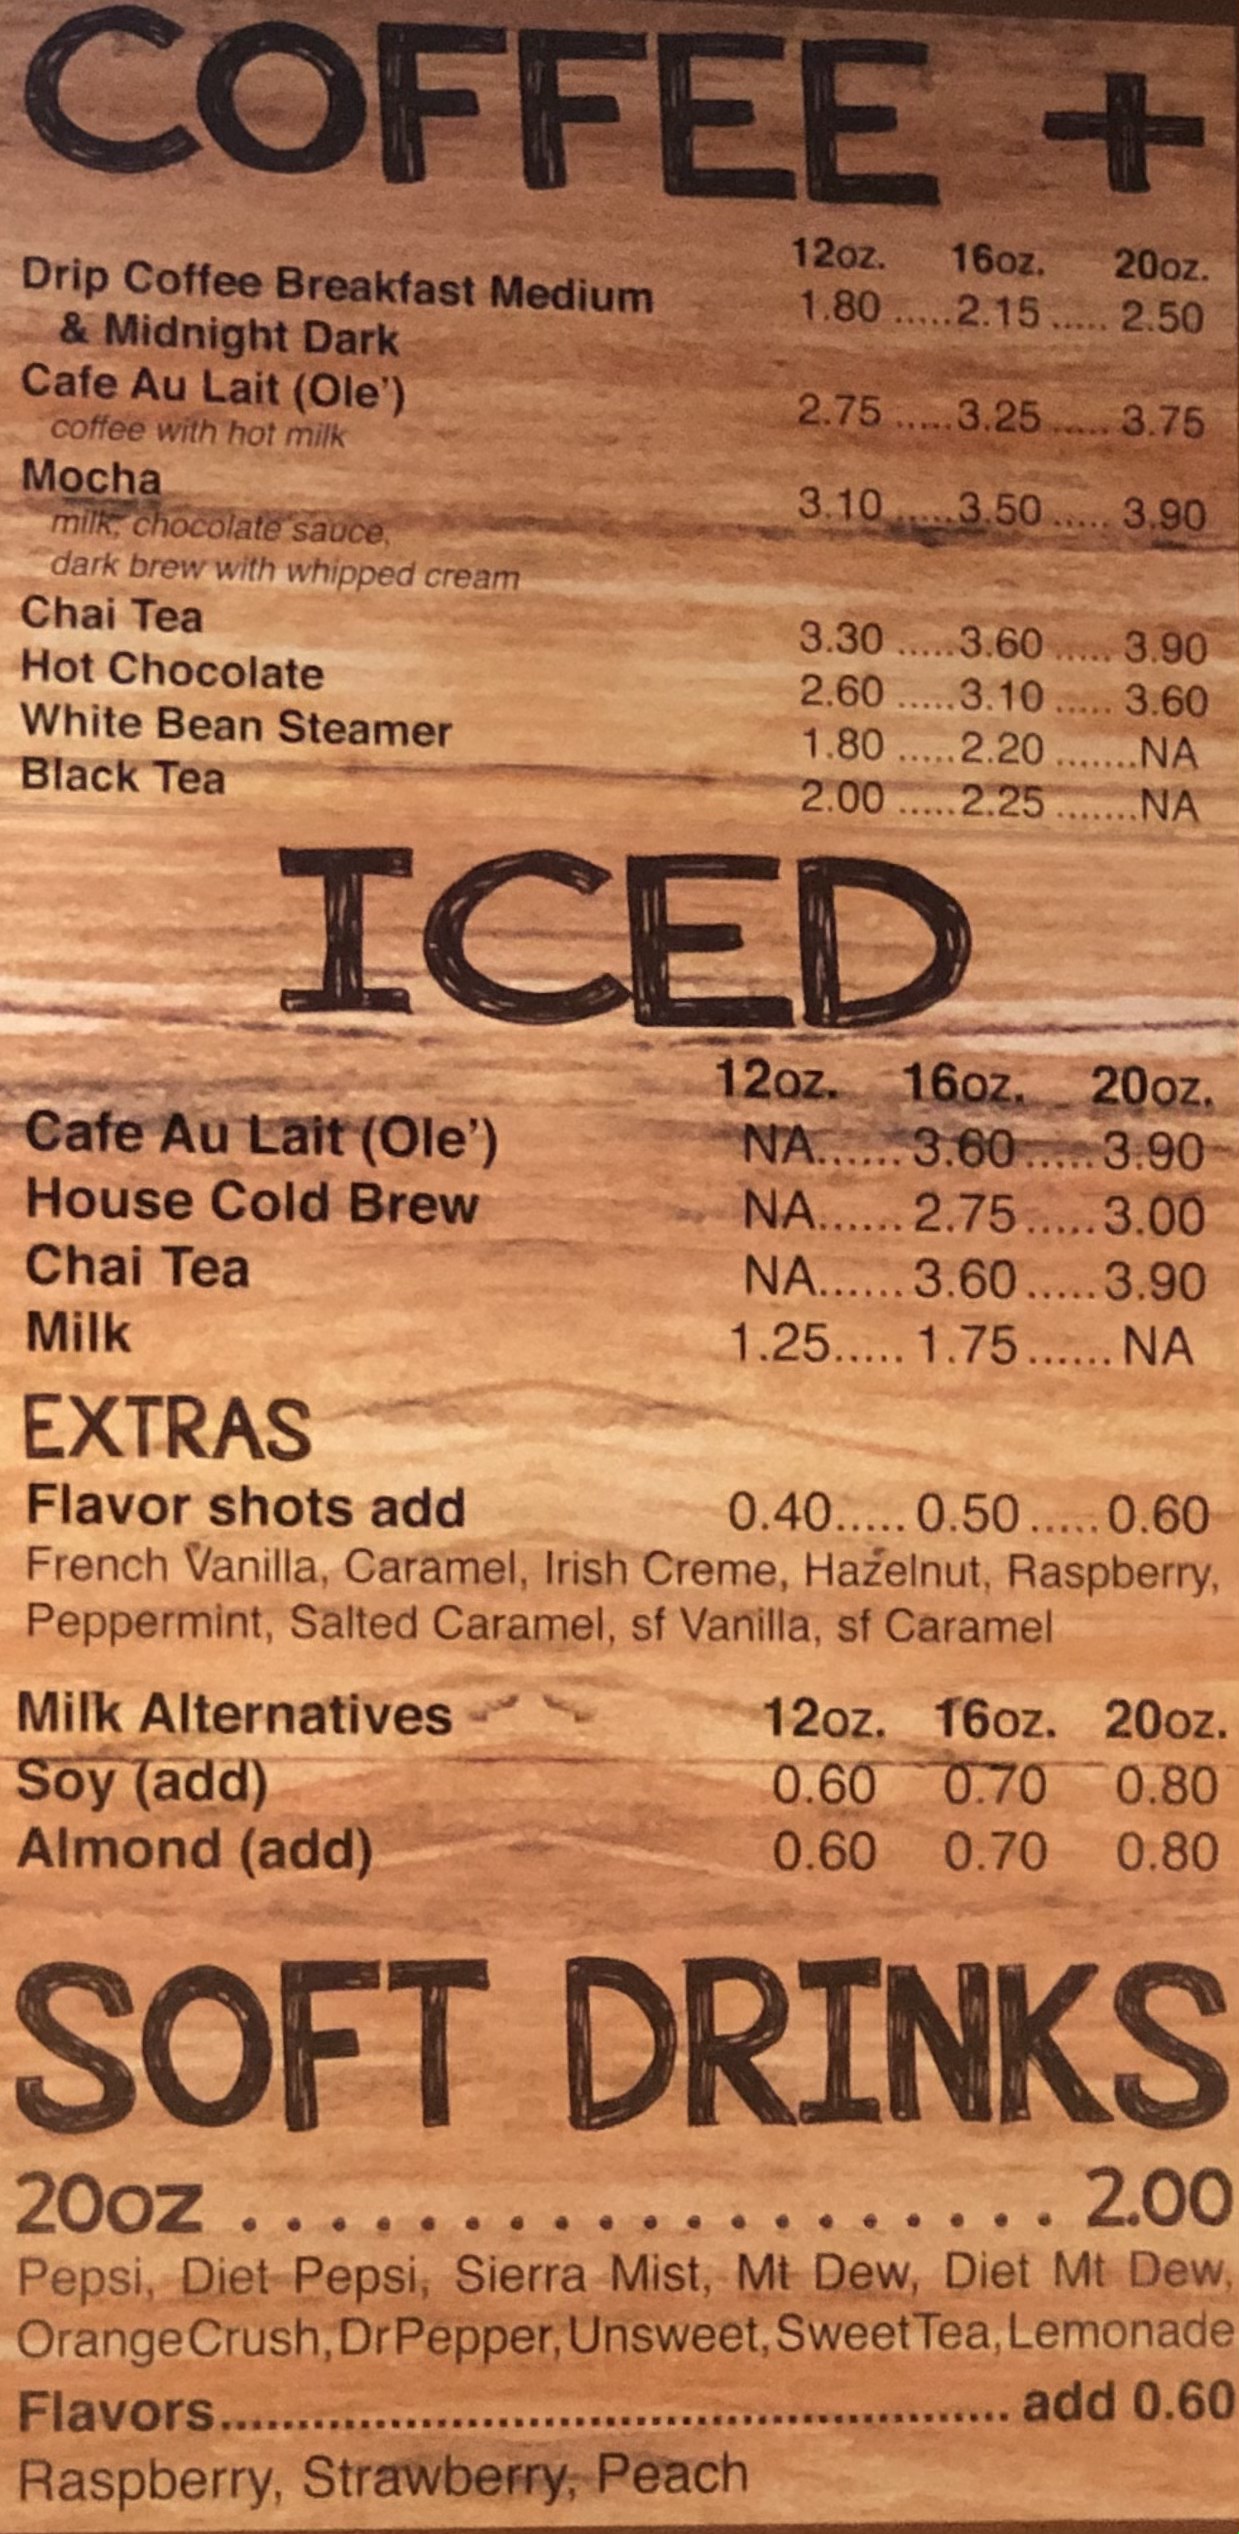 COFFEE +
12oz. 16oz. 20oz.
Drip Coffee Breakfast Medium 1.80 .....2.15 ..... 2.50
& Midnight Dark
Cafe Au Lait (Ole') 2.75 .....3.25 ..... 3.75
coffee with hot milk
Mocha 3.10 .....3.50 ..... 3.90
milk, chocolate sauce,
dark brew with whipped cream
Chai Tea 3.30 .....3.60 ..... 3.90
Hot Chocolate 2.60 .....3.10 ..... 3.60
White Bean Steamer 1.80 .....2.20 .......NA
Black Tea 2.00 .....2.25 .......NA
ICED
12oz. 16oz. 20oz.
Cafe Au Lait (Ole') NA...... 3.60 .....3.90
House Cold Brew NA...... 2.75 .....3.00
Chai Tea NA...... 3.60 .....3.90
Milk 1.25..... 1.75 ...... NA
EXTRAS
Flavor shots add 0.40..... 0.50 .....0.60
French Vanilla, Caramel, Irish Creme, Hazelnut, Raspberry,
Peppermint, Salted Caramel, sf Vanilla, sf Caramel
Milk Alternatives 12oz. 16oz. 20oz.
Soy (add) 0.60 0.70 0.80
Almond (add) 0.60 0.70 0.80
SOFT DRINKS
20oz . . . . . . . . . . . . . . . . . . . 2.00
Pepsi, Diet Pepsi, Sierra Mist, Mt Dew, Diet Mt Dew,
Orange Crush, Dr Pepper, Unsweet, Sweet Tea, Lemonade
Flavors.................................................. add 0.60
Raspberry, Strawberry, Peach